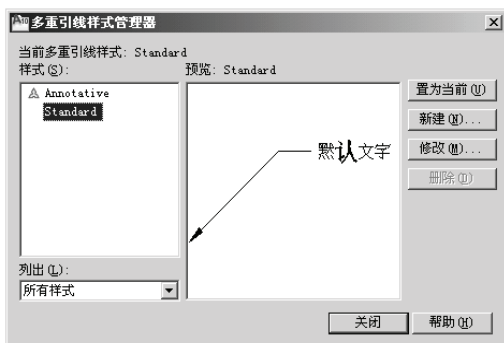 多重引线样式管理器
当前多重引线样式: Standard
样式(S):
预览: Standard
Annotative
Standard
默认文字
置为当前(U)
新建(N)...
修改(M)...
删除(D)
列出(L):
所有样式
关闭
帮助(H)